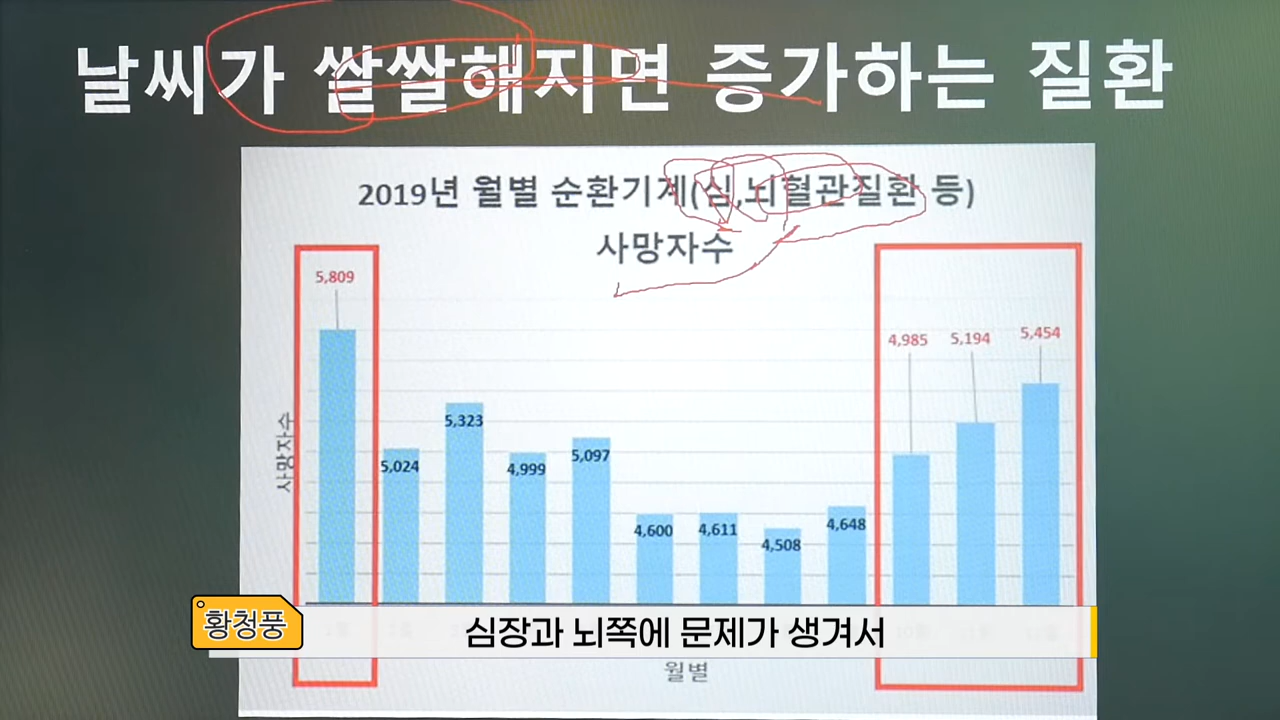 날씨가 쌀쌀해지면 증가하는 질환
2019년 월별 순환기계(심,뇌혈관질환 등)
사망자수
5,809
5,024
5,323
4,999
5,097
4,600
4,611
4,508
4,648
4,985
5,194
5,454
사망자수
황청풍
심장과 뇌쪽에 문제가 생겨서
월별